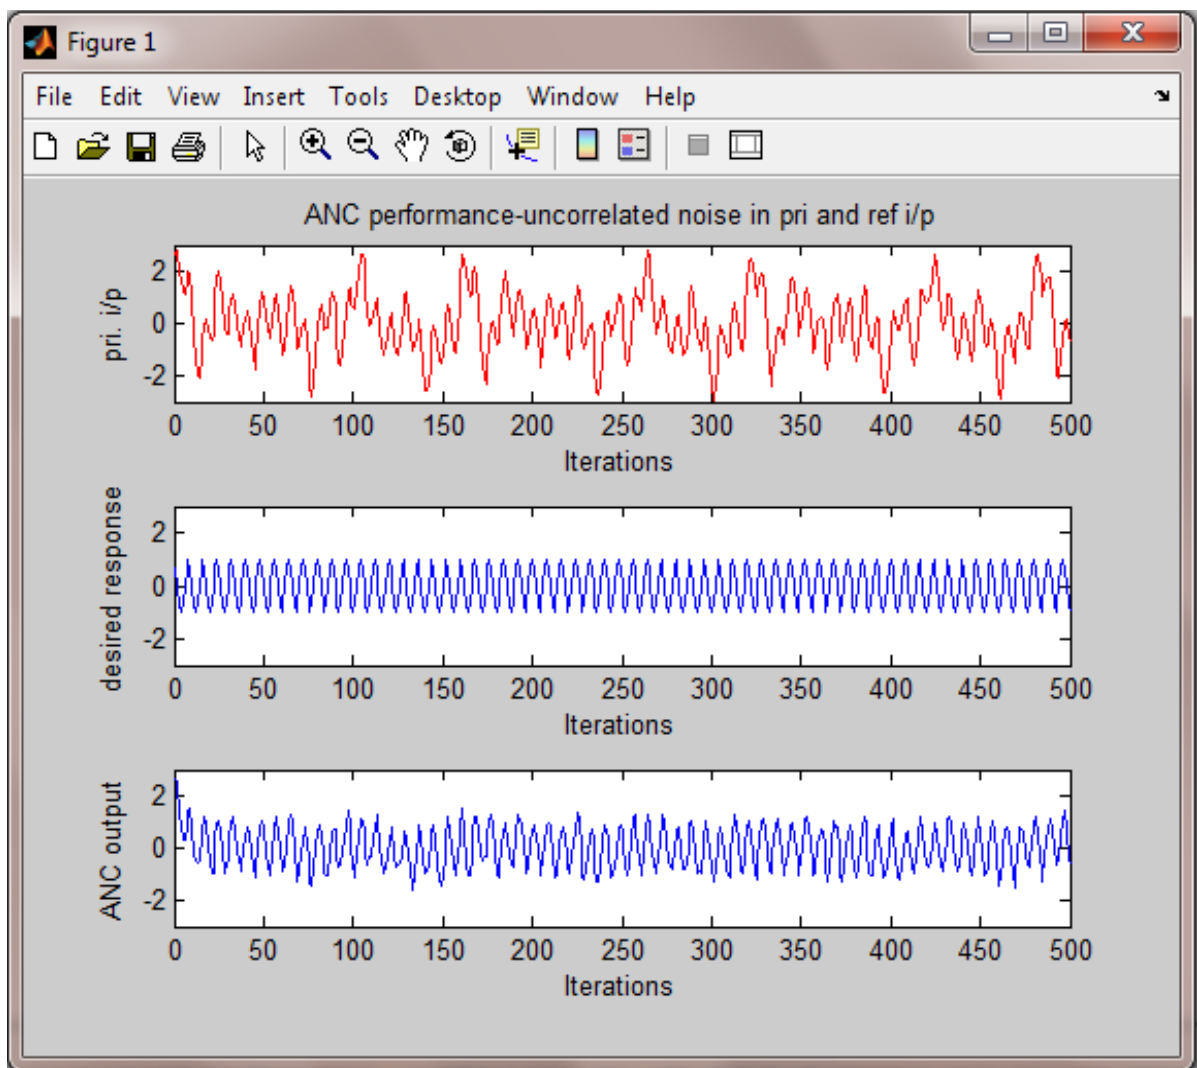 Figure 1
File Edit View Insert Tools Desktop Window Help
ANC performance-uncorrelated noise in pri and ref i/p
pri. i/p
2
0
-2
0 50 100 150 200 250 300 350 400 450 500
Iterations
desired response
2
0
-2
0 50 100 150 200 250 300 350 400 450 500
Iterations
ANC output
2
0
-2
0 50 100 150 200 250 300 350 400 450 500
Iterations